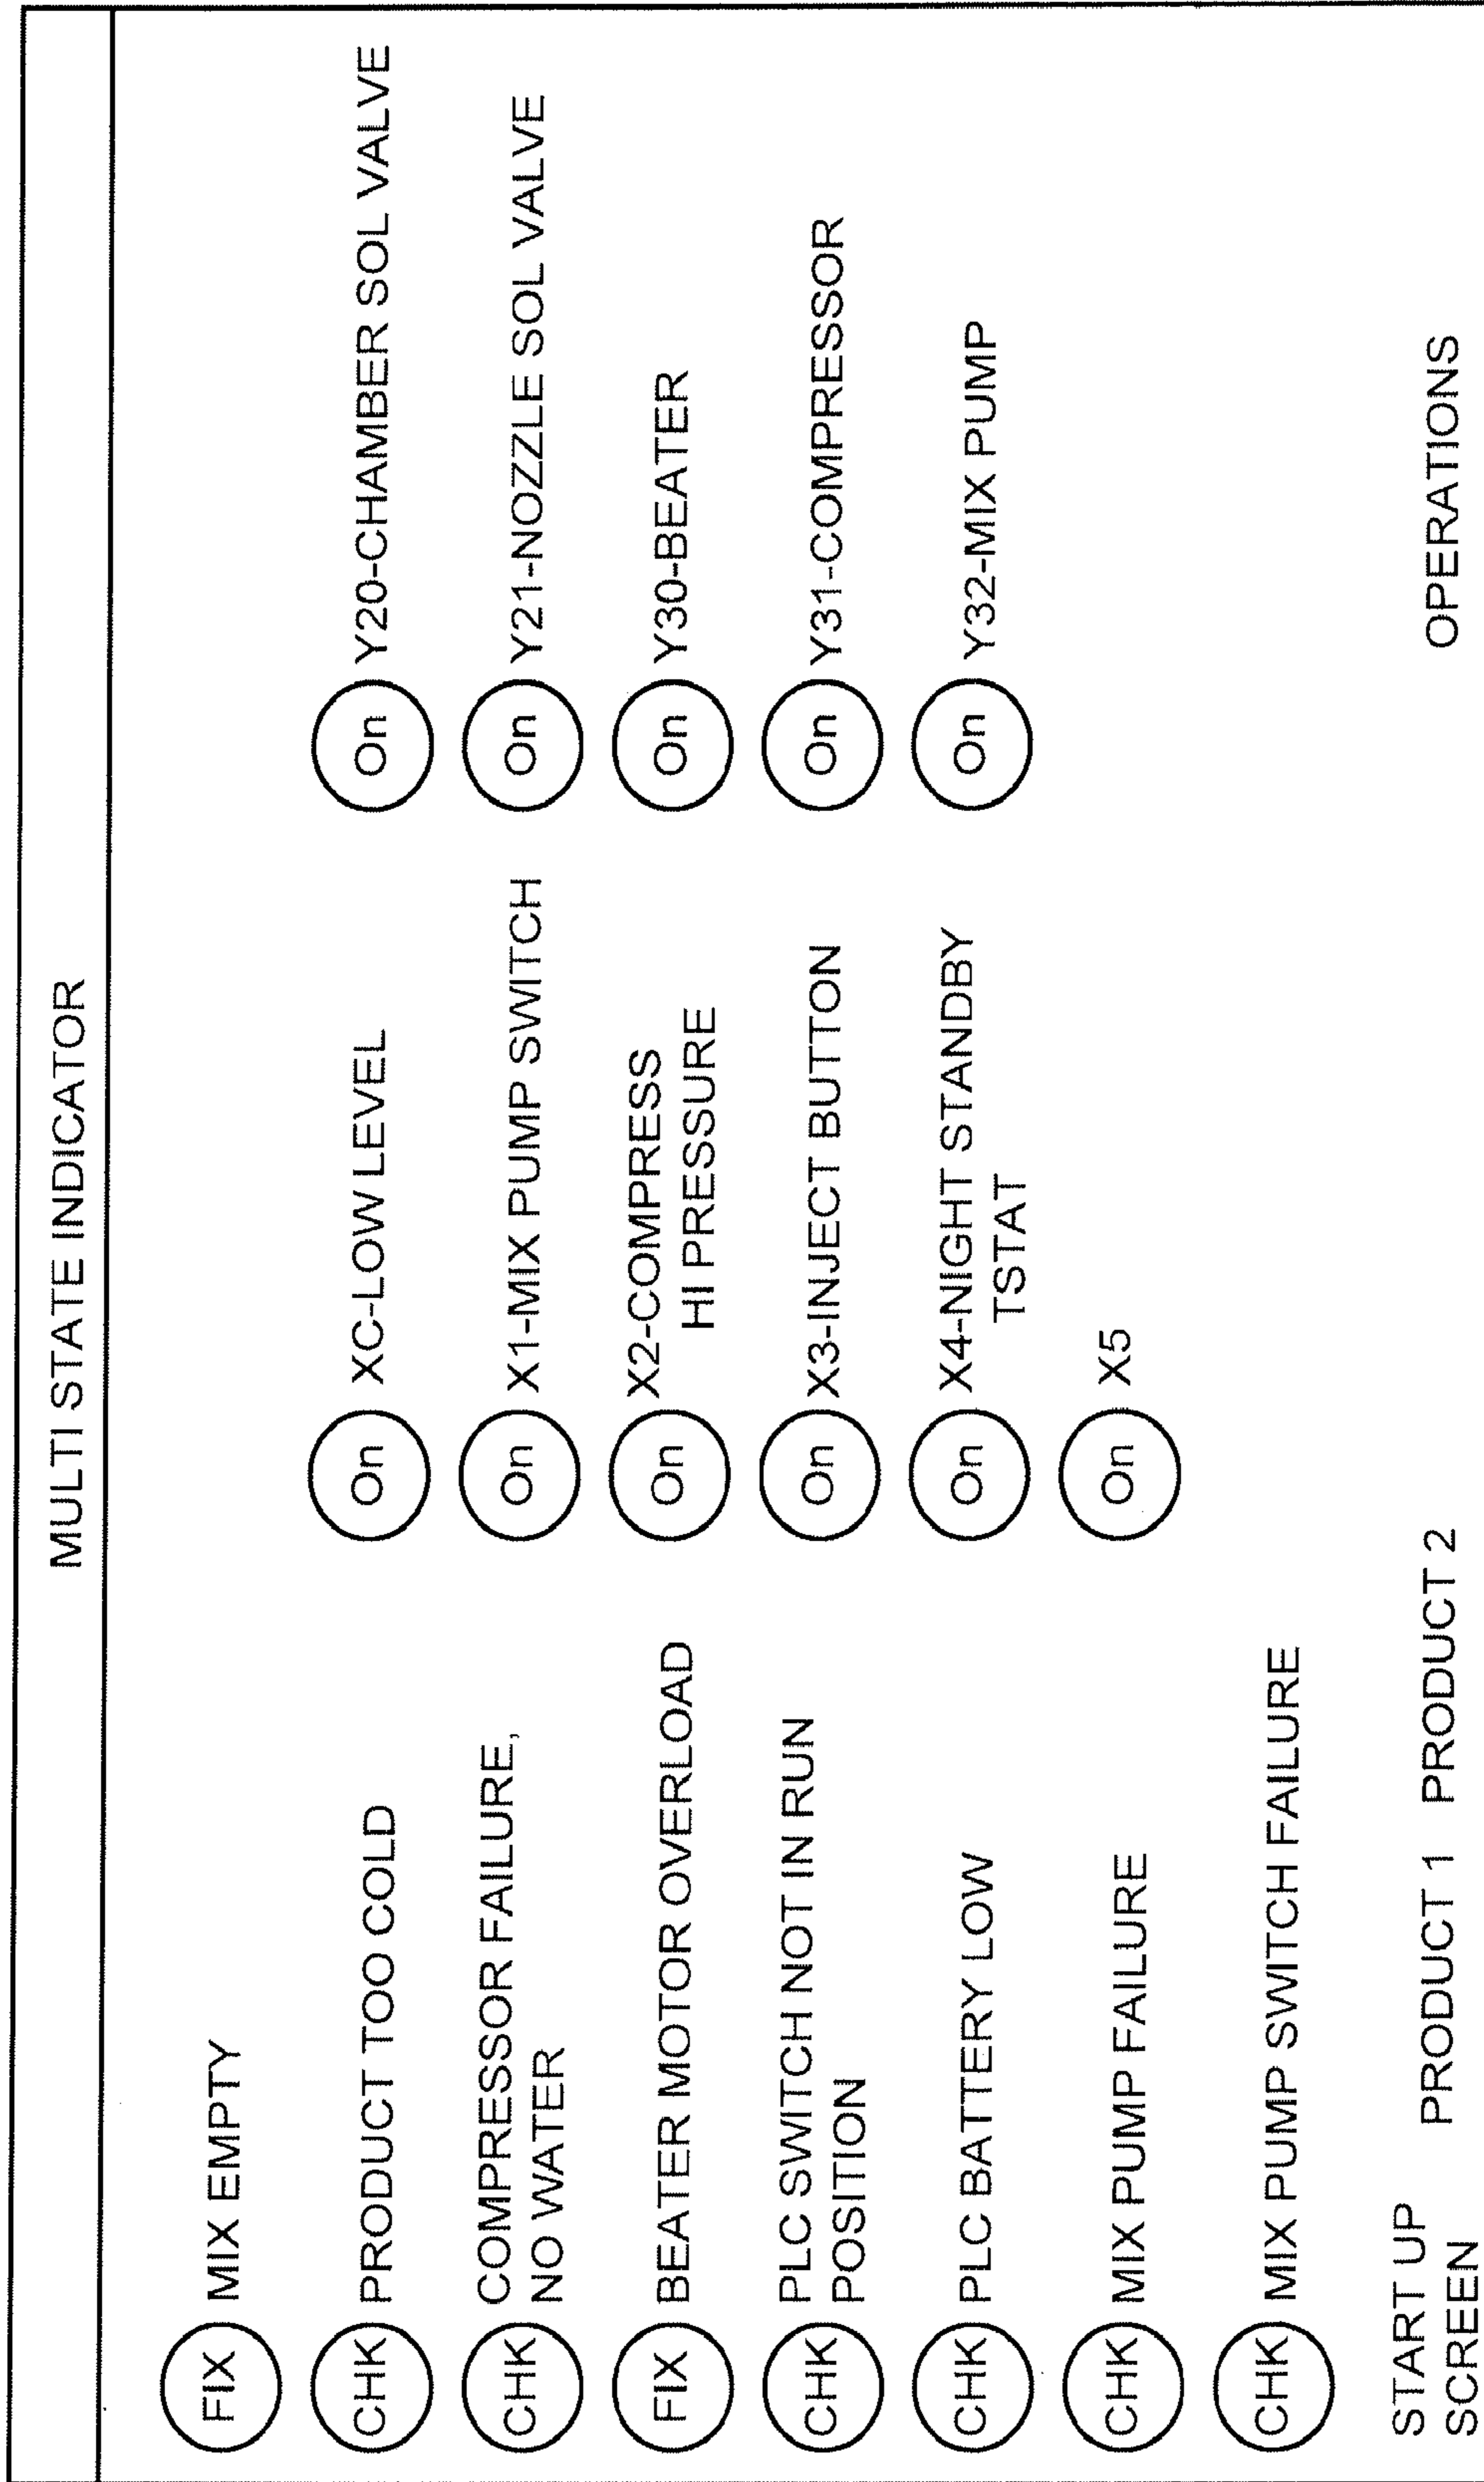 MULTI STATE INDICATOR
FIX MIX EMPTY
CHK PRODUCT TOO COLD
CHK COMPRESSOR FAILURE,
NO WATER
FIX BEATER MOTOR OVERLOAD
CHK PLC SWITCH NOT IN RUN
POSITION
CHK PLC BATTERY LOW
CHK MIX PUMP FAILURE
CHK MIX PUMP SWITCH FAILURE
On XC-LOW LEVEL
On X1-MIX PUMP SWITCH
On X2-COMPRESS
HI PRESSURE
On X3-INJECT BUTTON
On X4-NIGHT STANDBY
TSTAT
On X5
On Y20-CHAMBER SOL VALVE
On Y21-NOZZLE SOL VALVE
On Y30-BEATER
On Y31-COMPRESSOR
On Y32-MIX PUMP
START UP
SCREEN
PRODUCT 1
PRODUCT 2
OPERATIONS